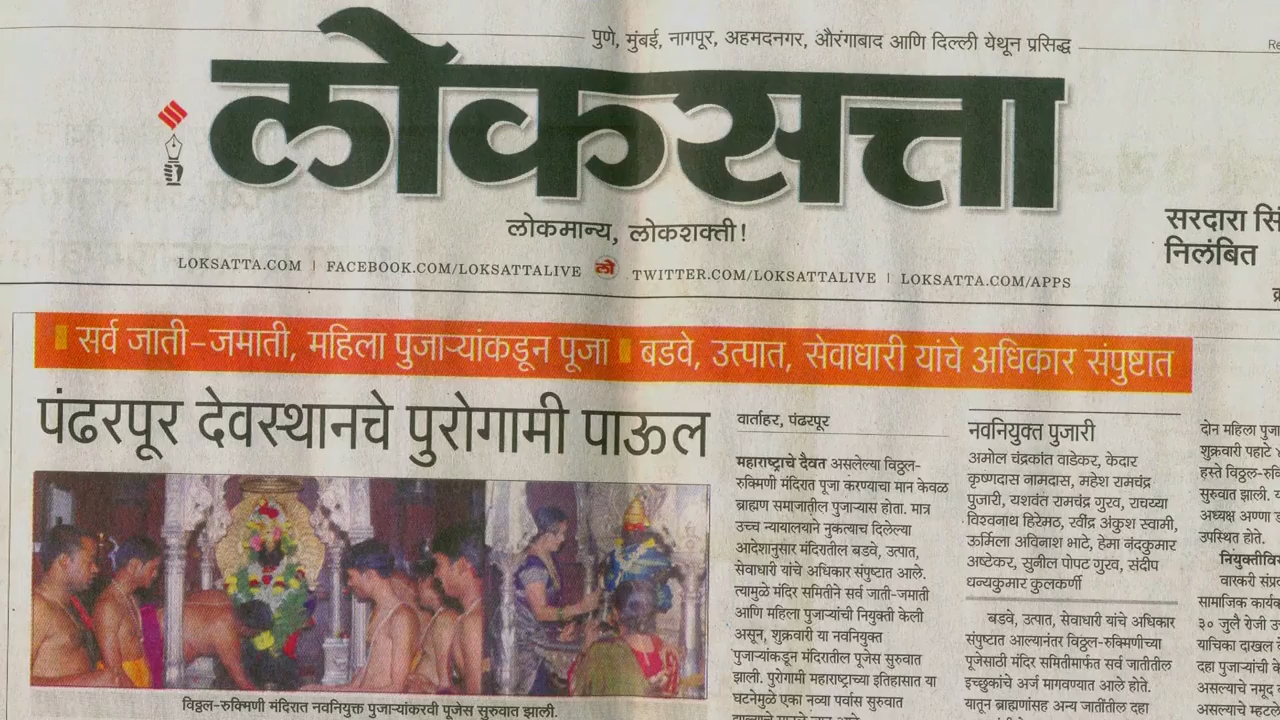 पुणे, मुंबई, नागपूर, अहमदनगर, औरंगाबाद आणि दिल्ली येथून प्रसिद्ध
लोकसत्ता
लोकमान्य, लोकशक्ती!
LOKSATTA.COM | FACEBOOK.COM/LOKSATTALIVE लो TWITTER.COM/LOKSATTALIVE | LOKSATTA.COM/APPS
सरदारा
निलंबित
सर्व जाती-जमाती, महिला पुजाऱ्यांकडून पूजा बडवे, उत्पात, सेवाधारी यांचे अधिकार संपुष्टात
पंढरपूर देवस्थानचे पुरोगामी पाऊल
विठ्ठल-रुक्मिणी मंदिरात नवनियुक्त पुजाऱ्यांकरवी पूजेस सुरुवात झाली.
वार्ताहर, पंढरपूर
महाराष्ट्राचे दैवत असलेल्या विठ्ठल-
रुक्मिणी मंदिरात पूजा करण्याचा मान केवळ
ब्राह्मण समाजातील पुजाऱ्यास होता. मात्र
उच्च न्यायालयाने नुकत्याच दिलेल्या
आदेशानुसार मंदिरातील बडवे, उत्पात,
सेवाधारी यांचे अधिकार संपुष्टात आले.
त्यामुळे मंदिर समितीने सर्व जाती-जमाती
आणि महिला पुजाऱ्यांची नियुक्ती केली
असून, शुक्रवारी या नवनियुक्त
पुजाऱ्यांकडून मंदिरातील पूजेस सुरुवात
झाली. पुरोगामी महाराष्ट्राच्या इतिहासात या
घटनेमुळे एका नव्या पर्वास सुरुवात
नवनियुक्त पुजारी
अमोल चंद्रकांत वाडेकर, केदार
कृष्णदास नामदास, महेश रामचंद्र
पुजारी, यशवंत रामचंद्र गुरव, राचय्या
विश्वनाथ हिरेमठ, रवींद्र अंकुश स्वामी,
ऊर्मिला अविनाश भाटे, हेमा नंदकुमार
अष्टेकर, सुनील पोपट गुरव, संदीप
धन्यकुमार कुलकर्णी
बडवे, उत्पात, सेवाधारी यांचे अधिकार
संपुष्टात आल्यानंतर विठ्ठल-रुक्मिणीच्या
पूजेसाठी मंदिर समितीमार्फत सर्व जातीतील
इच्छुकांचे अर्ज मागवण्यात आले होते.
यातून ब्राह्मणांसह अन्य जातींतील दहा
दोन महिला
शुक्रवारी पहाटे
हस्ते
सुरुवात झाली.
अध्यक्ष अण्णा
उपस्थित होते.
वारकरी
सामाजिक
३० जुलै रोजी
याचिका दाखल
दहा पुजाऱ्यांची
असल्याचे नमूद
असल्याचे